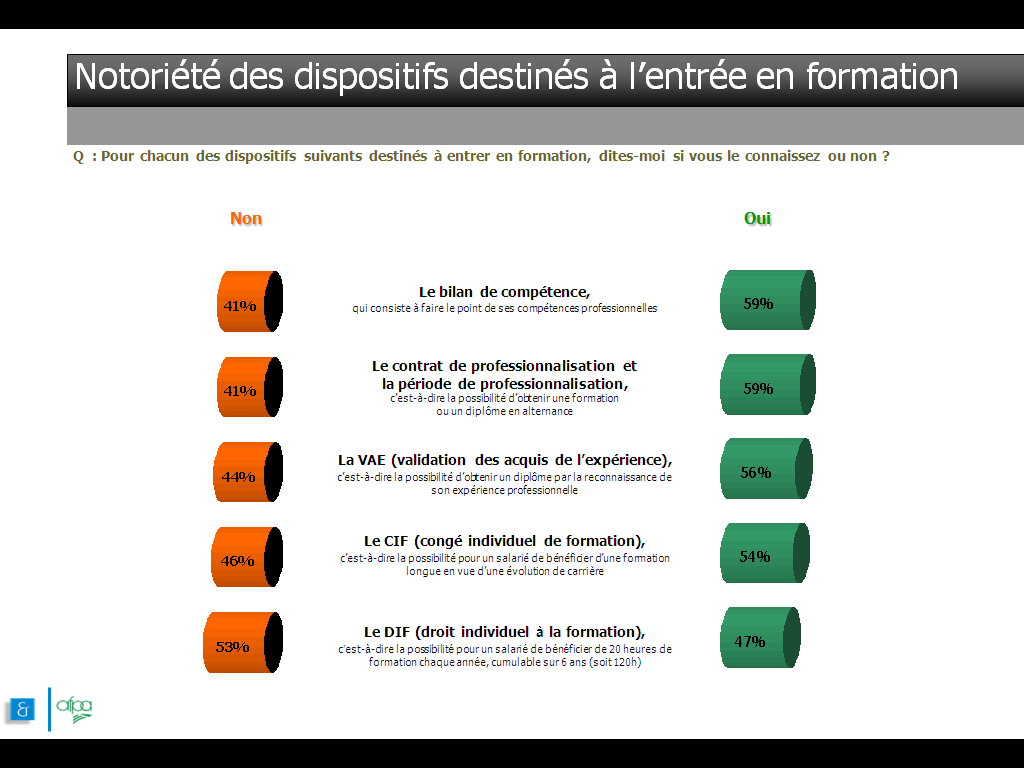 Notoriété des dispositifs destinés à l’entrée en formation
Q : Pour chacun des dispositifs suivants destinés à entrer en formation, dites-moi si vous le connaissez ou non ?
Non
Oui
41%
Le bilan de compétence,
qui consiste à faire le point de ses compétences professionnelles
59%
41%
Le contrat de professionnalisation et
la période de professionnalisation,
c’est-à-dire la possibilité d’obtenir une formation
ou un diplôme en alternance
59%
44%
La VAE (validation des acquis de l’expérience),
c’est-à-dire la possibilité d’obtenir un diplôme par la reconnaissance de
son expérience professionnelle
56%
46%
Le CIF (congé individuel de formation),
c’est-à-dire la possibilité pour un salarié de bénéficier d’une formation
longue en vue d’une évolution de carrière
54%
53%
Le DIF (droit individuel à la formation),
c’est-à-dire la possibilité pour un salarié de bénéficier de 20 heures de
formation chaque année, cumulable sur 6 ans (soit 120h)
47%
&
afpa